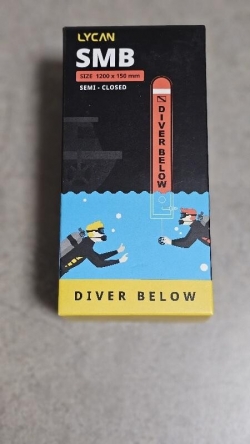 LYCAN
SMB
SIZE 1200 x 150 mm
SEMI - CLOSED
DIVER BELOW
DIVER BELOW